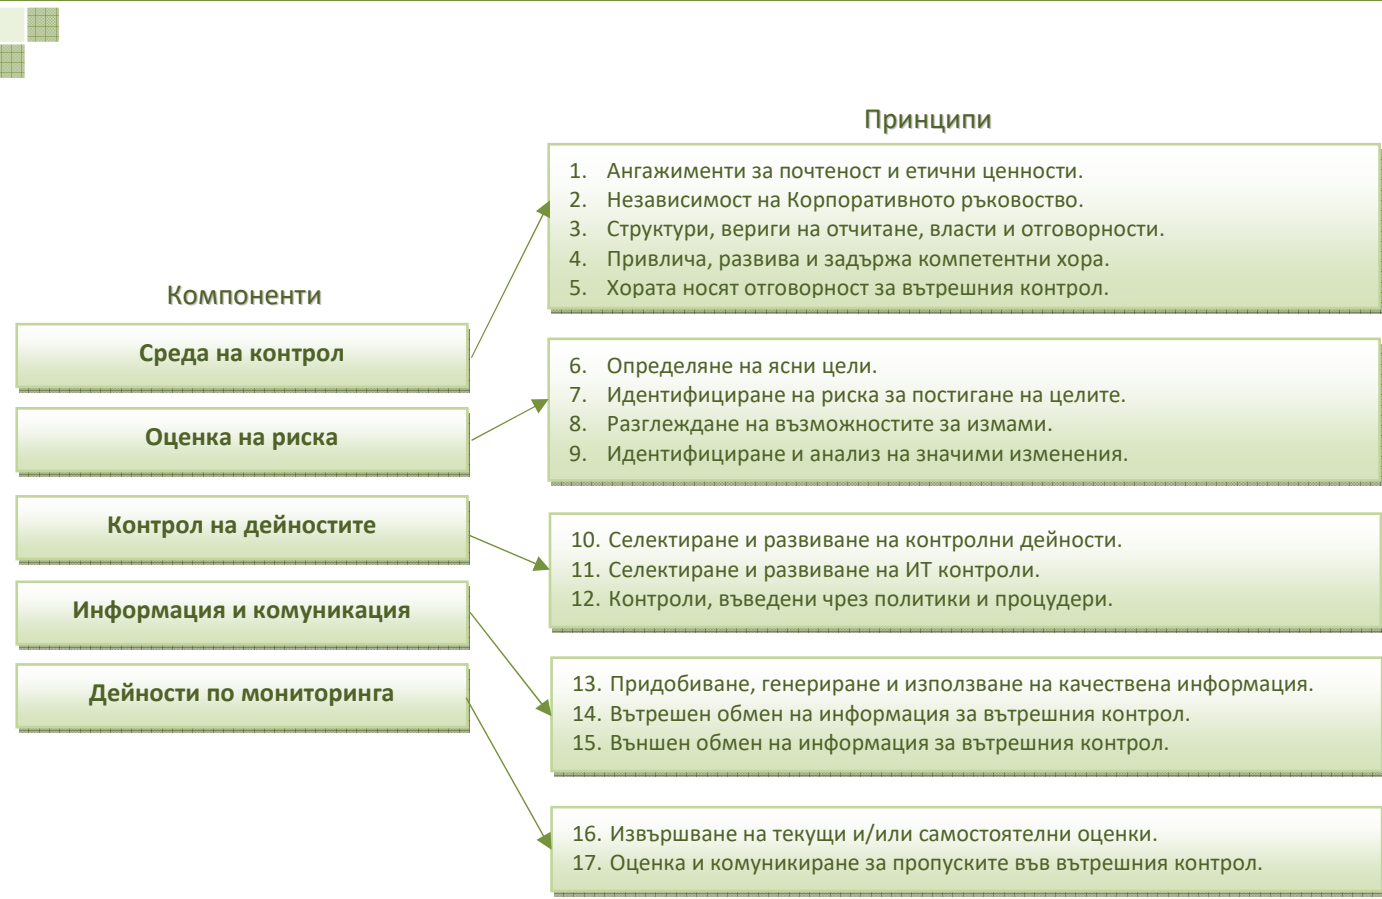 Принципи
1. Ангажименти за почтеност и етични ценности.
2. Независимост на Корпоративното ръковоство.
3. Структури, вериги на отчитане, власти и отговорности.
4. Привлича, развива и задържа компетентни хора.
5. Хората носят отговорност за вътрешния контрол.
Компоненти
Среда на контрол
6. Определяне на ясни цели.
7. Идентифициране на риска за постигане на целите.
8. Разглеждане на възможностите за измами.
9. Идентифициране и анализ на значими изменения.
Оценка на риска
Контрол на дейностите
10. Селектиране и развиване на контролни дейности.
11. Селектиране и развиване на ИТ контроли.
12. Контроли, въведени чрез политики и процудери.
Информация и комуникация
13. Придобиване, генериране и използване на качествена информация.
14. Вътрешен обмен на информация за вътрешния контрол.
15. Външен обмен на информация за вътрешния контрол.
Дейности по мониторинга
16. Извършване на текущи и/или самостоятелни оценки.
17. Оценка и комуникиране за пропуските във вътрешния контрол.